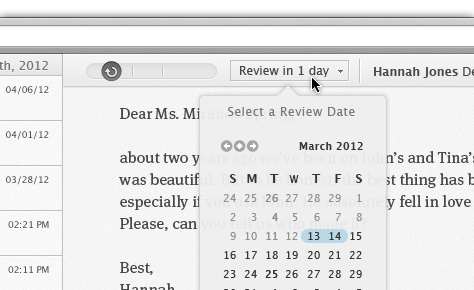 th, 2012
Review in 1 day
Hannah Jones De
04/06/12
04/01/12
03/28/12
02:21 PM
02:11 PM
Dear Ms. Mi
Select a Review Date
March 2012
about two years ago we've been on John's and Tina's
was beautiful. best thing has b
especially if y fell in love
Please, can you tell us
Best,
Hannah
S M T W T F S
24 25 26 27 28 29 1
2 3 4 5 6 7 8
9 10 11 12 13 14 15
16 17 18 19 20 21 22
23 24 25 26 27 28 29